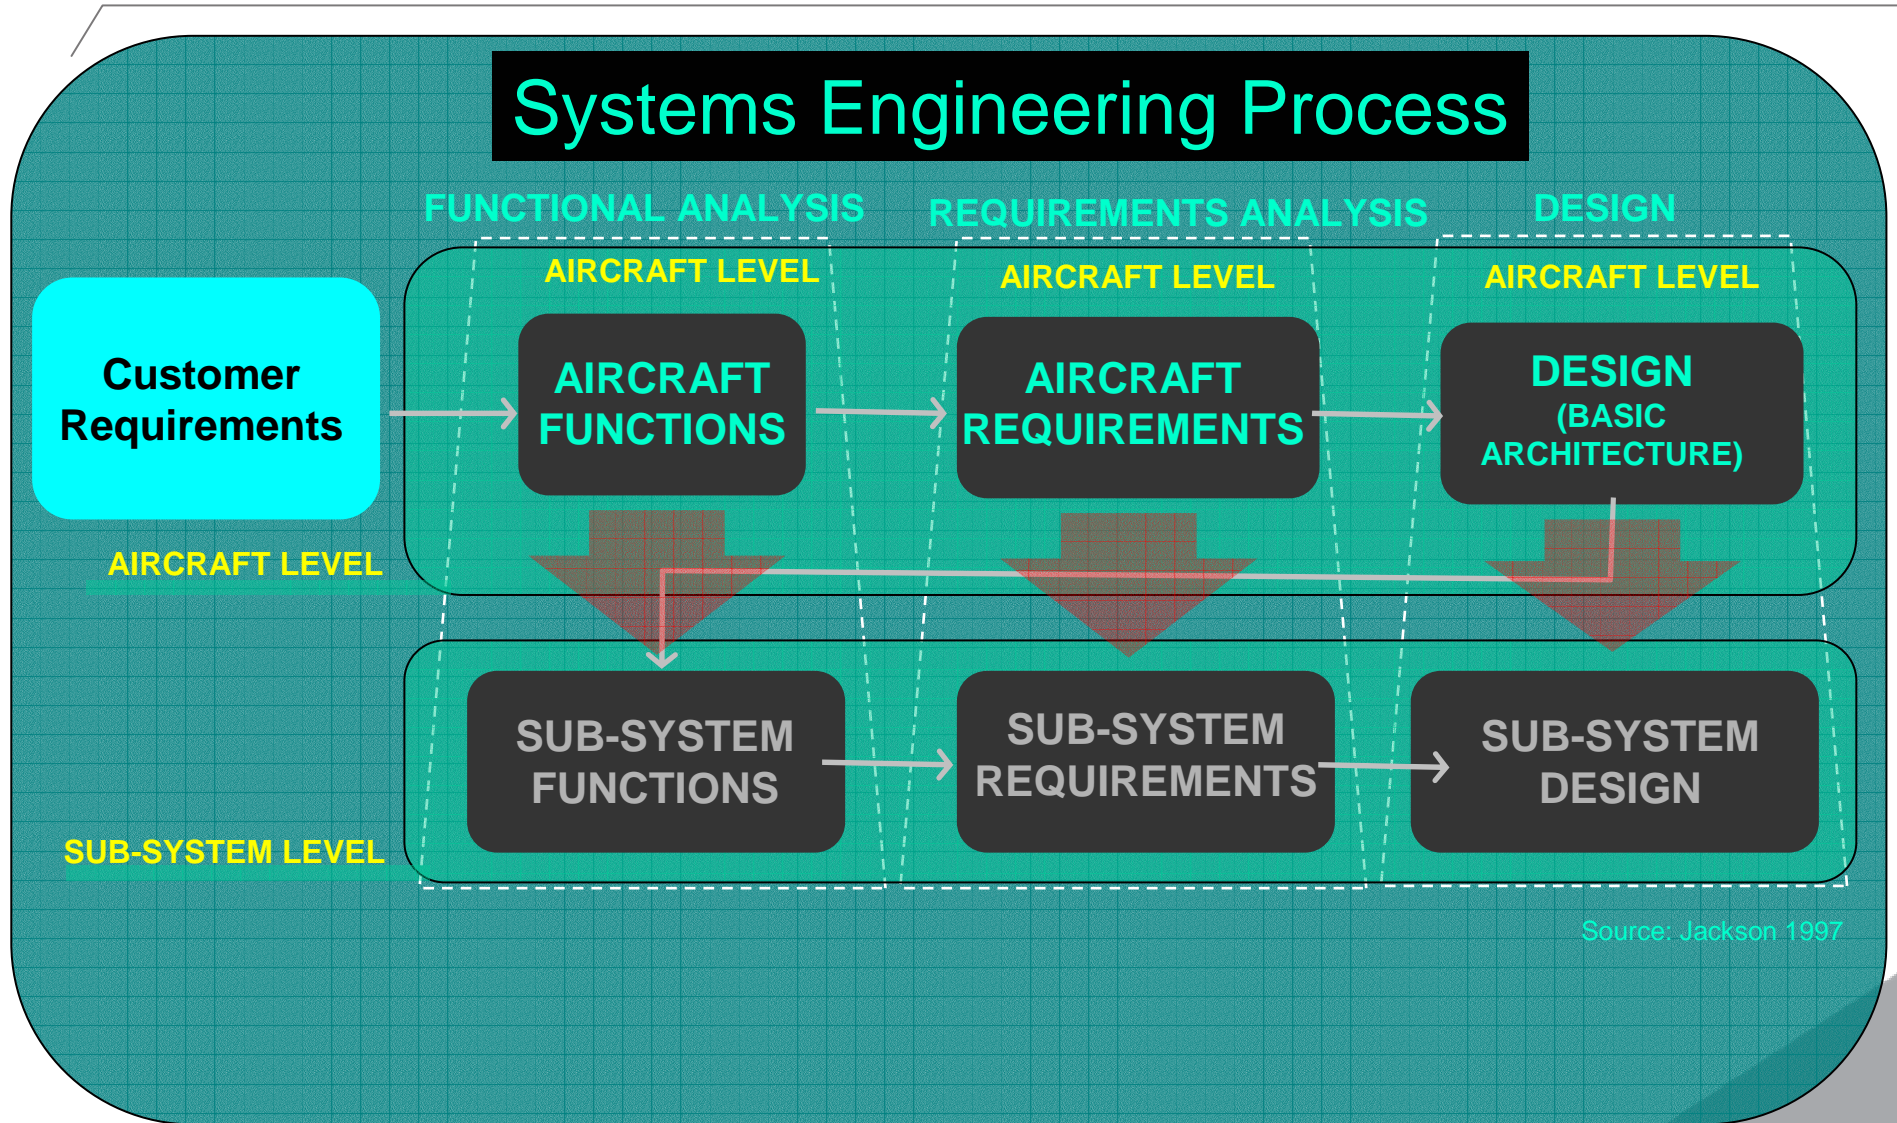 Systems Engineering Process
FUNCTIONAL ANALYSIS
REQUIREMENTS ANALYSIS
DESIGN
AIRCRAFT LEVEL
AIRCRAFT LEVEL
AIRCRAFT LEVEL
Customer
Requirements
AIRCRAFT
FUNCTIONS
AIRCRAFT
REQUIREMENTS
DESIGN
(BASIC
ARCHITECTURE)
AIRCRAFT LEVEL
SUB-SYSTEM
FUNCTIONS
SUB-SYSTEM
REQUIREMENTS
SUB-SYSTEM
DESIGN
SUB-SYSTEM LEVEL
Source: Jackson 1997